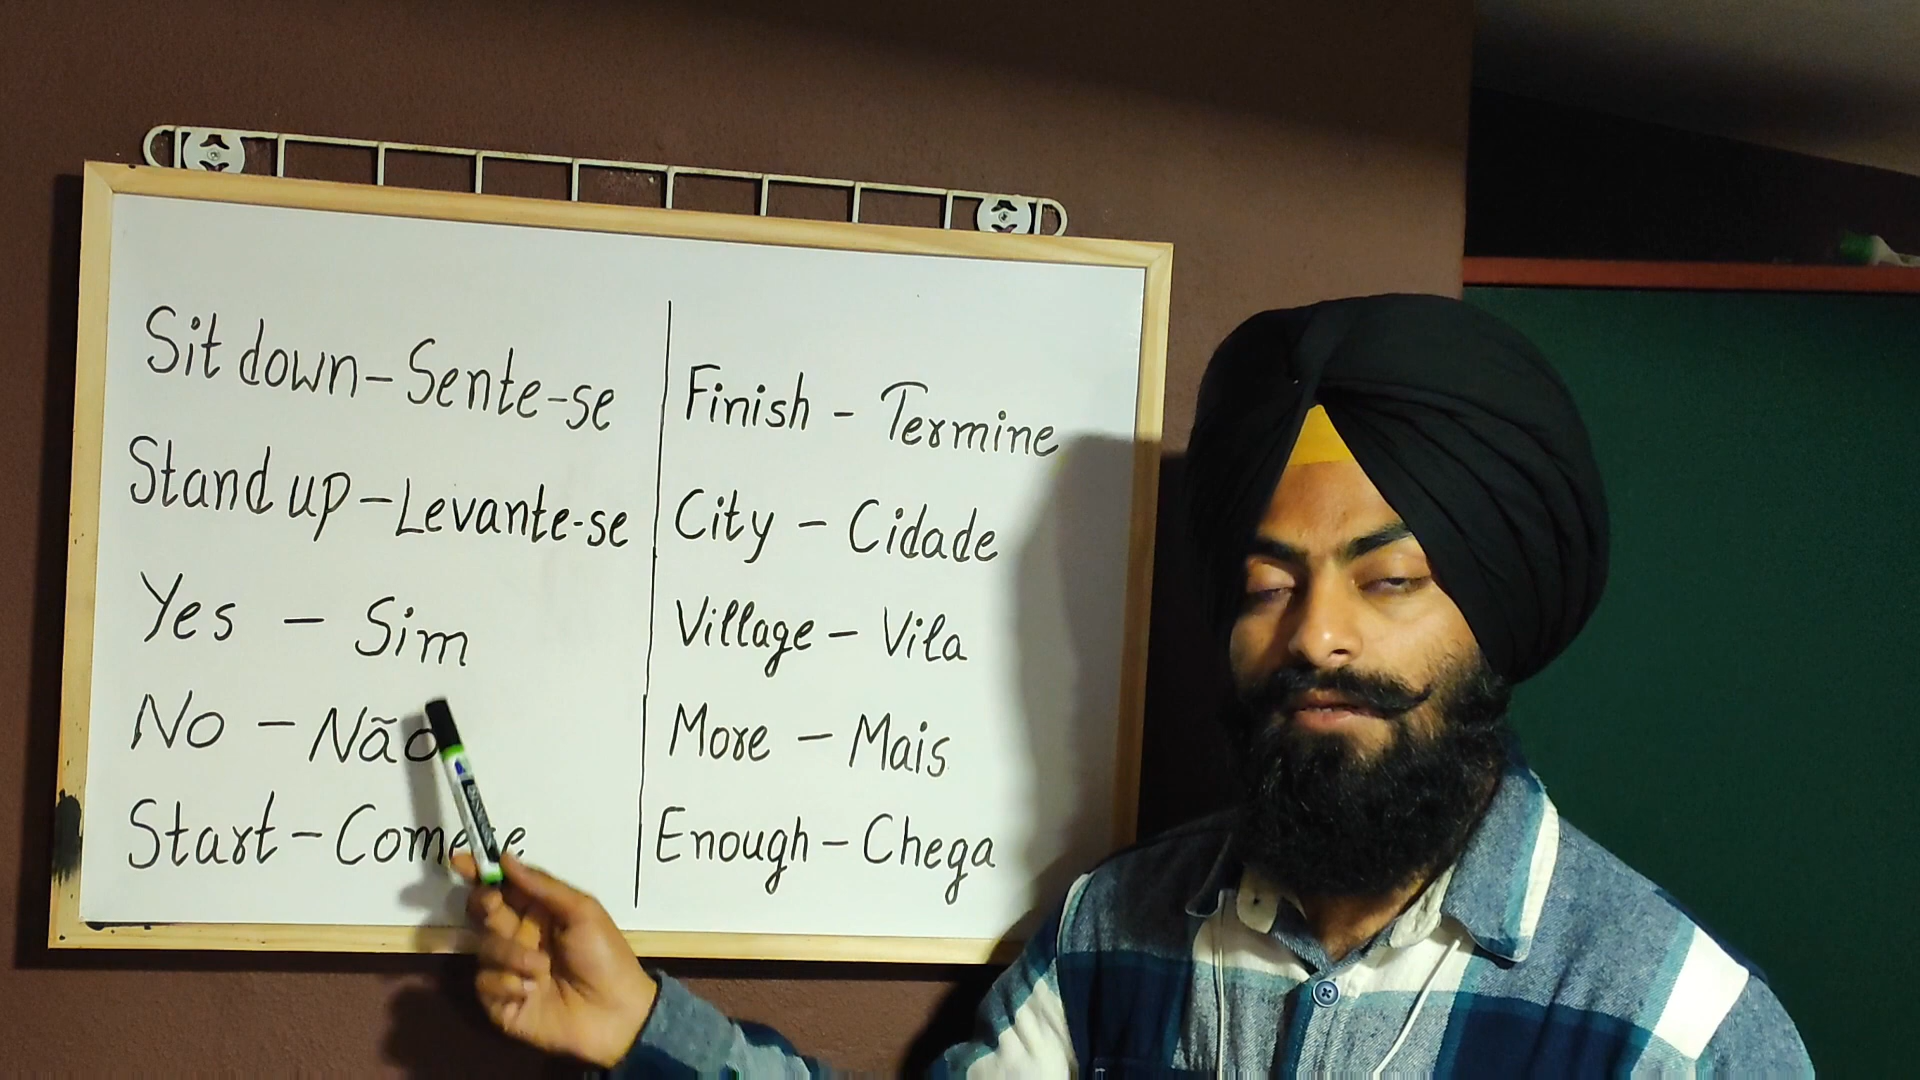 Sit down - Sente-se
Stand up - Levante-se
Yes - Sim
No - Não
Start -
Finish - Termine
City - Cidade
Village - Vila
More - Mais
Enough - Chega